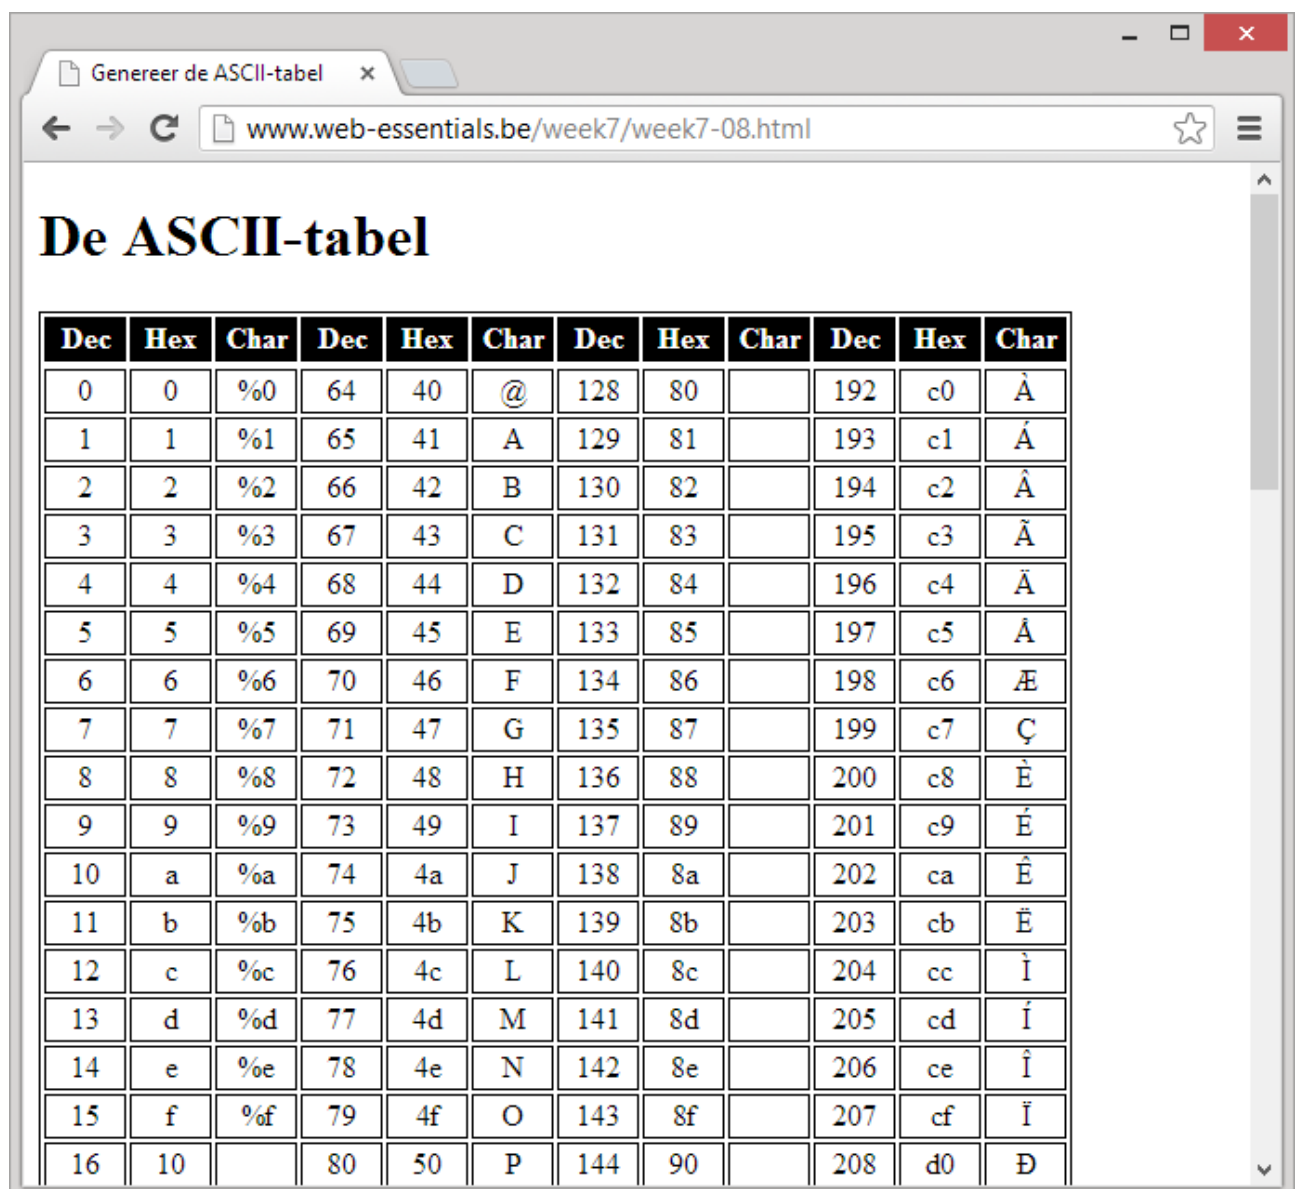 Genereer de ASCII-tabel
www.web-essentials.be/week7/week7-08.html
De ASCII-tabel
Dec Hex Char Dec Hex Char Dec Hex Char Dec Hex Char
0 0 %0 64 40 @ 128 80 192 c0 À
1 1 %1 65 41 A 129 81 193 c1 Á
2 2 %2 66 42 B 130 82 194 c2 Â
3 3 %3 67 43 C 131 83 195 c3 Ã
4 4 %4 68 44 D 132 84 196 c4 Ä
5 5 %5 69 45 E 133 85 197 c5 Å
6 6 %6 70 46 F 134 86 198 c6 Æ
7 7 %7 71 47 G 135 87 199 c7 Ç
8 8 %8 72 48 H 136 88 200 c8 È
9 9 %9 73 49 I 137 89 201 c9 É
10 a %a 74 4a J 138 8a 202 ca Ê
11 b %b 75 4b K 139 8b 203 cb Ë
12 c %c 76 4c L 140 8c 204 cc Ì
13 d %d 77 4d M 141 8d 205 cd Í
14 e %e 78 4e N 142 8e 206 ce Î
15 f %f 79 4f O 143 8f 207 cf Ï
16 10 80 50 P 144 90 208 d0 Ð